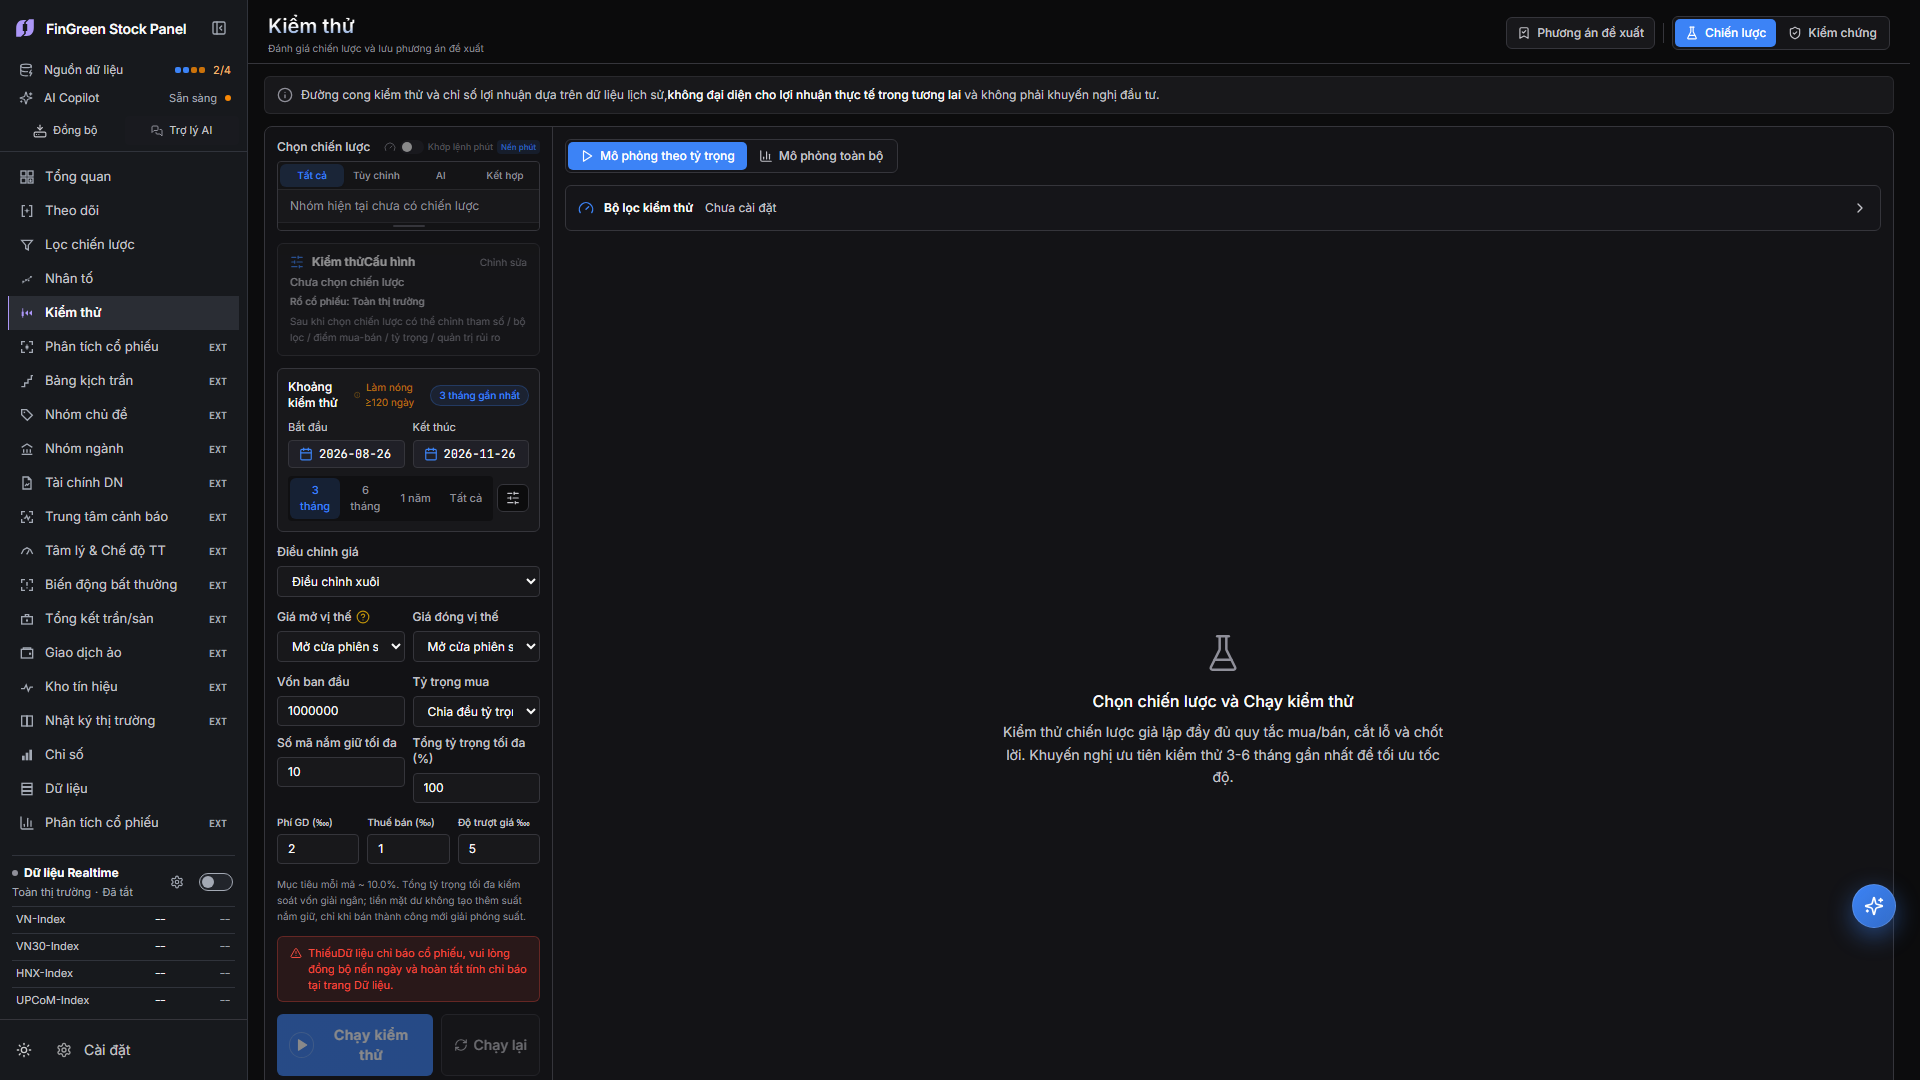 FinGreen Stock Panel
Nguồn dữ liệu 2/4
AI Copilot Sẵn sàng
Đồng bộ Trợ lý AI
Tổng quan
Theo dõi
Lọc chiến lược
Nhân tố
Kiểm thử
Phân tích cổ phiếu EXT
Bảng kịch trần EXT
Nhóm chủ đề EXT
Nhóm ngành EXT
Tài chính DN EXT
Trung tâm cảnh báo EXT
Tâm lý & Chế độ TT EXT
Biến động bất thường EXT
Tổng kết trần/sàn EXT
Giao dịch ảo EXT
Kho tín hiệu EXT
Nhật ký thị trường EXT
Chỉ số
Dữ liệu
Phân tích cổ phiếu EXT
Dữ liệu Realtime
Toàn thị trường · Đã tắt
VN-Index -- --
VN30-Index -- --
HNX-Index -- --
UPCoM-Index -- --
Cài đặt
Kiểm thử
Đánh giá chiến lược và lưu phương án đề xuất
Phương án đề xuất
Chiến lược
Kiểm chứng
Đường cong kiểm thử và chỉ số lợi nhuận dựa trên dữ liệu lịch sử,không đại diện cho lợi nhuận thực tế trong tương lai và không phải khuyến nghị đầu tư.
Chọn chiến lược Khớp lệnh phút Nến phút
Tất cả Tùy chỉnh AI Kết hợp
Nhóm hiện tại chưa có chiến lược
Kiểm thửCấu hình Chỉnh sửa
Chưa chọn chiến lược
Rổ cổ phiếu: Toàn thị trường
Sau khi chọn chiến lược có thể chỉnh tham số / bộ
lọc / điểm mua-bán / tỷ trọng / quản trị rủi ro
Khoảng
kiểm thử
Làm nóng
≥120 ngày
3 tháng gần nhất
Bắt đầu Kết thúc
2026-08-26 2026-11-26
3
tháng
6
tháng
1 năm
Tất cả
Điều chỉnh giá
Điều chỉnh xuôi
Giá mở vị thế ? Giá đóng vị thế
Mở cửa phiên s Mở cửa phiên s
Vốn ban đầu Tỷ trọng mua
1000000 Chia đều tỷ trọn
Số mã nắm giữ tối đa
10
Tổng tỷ trọng tối đa
(%)
100
Phí GD (‱) Thuế bán (‰) Độ trượt giá ‱
2 1 5
Mục tiêu mỗi mã ~ 10.0%. Tổng tỷ trọng tối đa kiểm
soát vốn giải ngân; tiền mặt dư không tạo thêm suất
nắm giữ, chỉ khi bán thành công mới giải phóng suất.
ThiếuDữ liệu chỉ báo cổ phiếu, vui lòng
đồng bộ nến ngày và hoàn tất tính chỉ báo
tại trang Dữ liệu.
Chạy kiểm
thử
Chạy lại
Mô phỏng theo tỷ trọng
Mô phỏng toàn bộ
Bộ lọc kiểm thử Chưa cài đặt
Chọn chiến lược và Chạy kiểm thử
Kiểm thử chiến lược giả lập đầy đủ quy tắc mua/bán, cắt lỗ và chốt
lời. Khuyến nghị ưu tiên kiểm thử 3-6 tháng gần nhất để tối ưu tốc
độ.